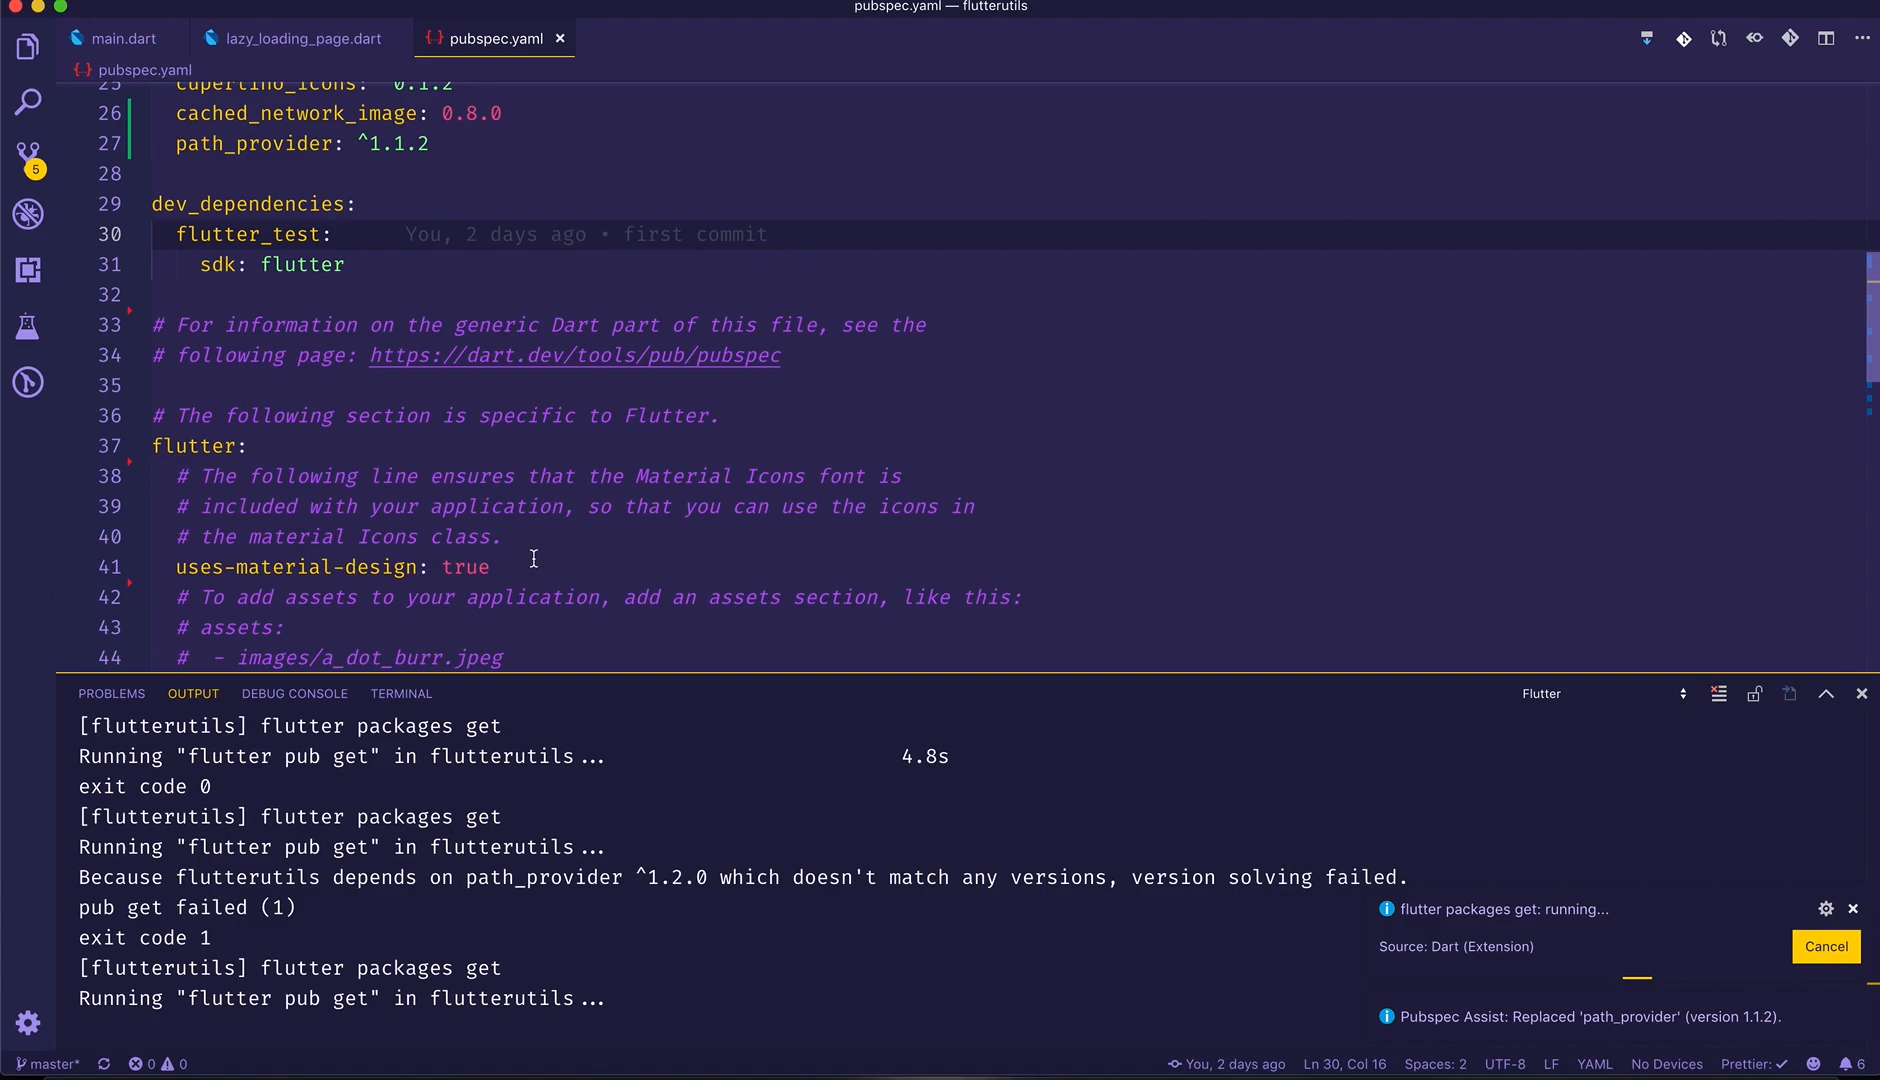 pubspec.yaml — flutterutils
main.dart
lazy_loading_page.dart
{..} pubspec.yaml ×
{..} pubspec.yaml
25 cupertino_icons: ^0.1.2
26 cached_network_image: 0.8.0
27 path_provider: ^1.1.2
28
29 dev_dependencies:
30 flutter_test: You, 2 days ago • first commit
31 sdk: flutter
32
33 # For information on the generic Dart part of this file, see the
34 # following page: https://dart.dev/tools/pub/pubspec
35
36 # The following section is specific to Flutter.
37 flutter:
38 # The following line ensures that the Material Icons font is
39 # included with your application, so that you can use the icons in
40 # the material Icons class.
41 uses-material-design: true
42 # To add assets to your application, add an assets section, like this:
43 # assets:
44 #  - images/a_dot_burr.jpeg
5
PROBLEMS OUTPUT DEBUG CONSOLE TERMINAL
Flutter
[flutterutils] flutter packages get
Running "flutter pub get" in flutterutils... 4.8s
exit code 0
[flutterutils] flutter packages get
Running "flutter pub get" in flutterutils...
Because flutterutils depends on path_provider ^1.2.0 which doesn't match any versions, version solving failed.
pub get failed (1)
exit code 1
[flutterutils] flutter packages get
Running "flutter pub get" in flutterutils...
flutter packages get: running...
Source: Dart (Extension)
Cancel
Pubspec Assist: Replaced 'path_provider' (version 1.1.2).
master* 0 0
You, 2 days ago Ln 30, Col 16 Spaces: 2 UTF-8 LF YAML No Devices Prettier: ✓ 6